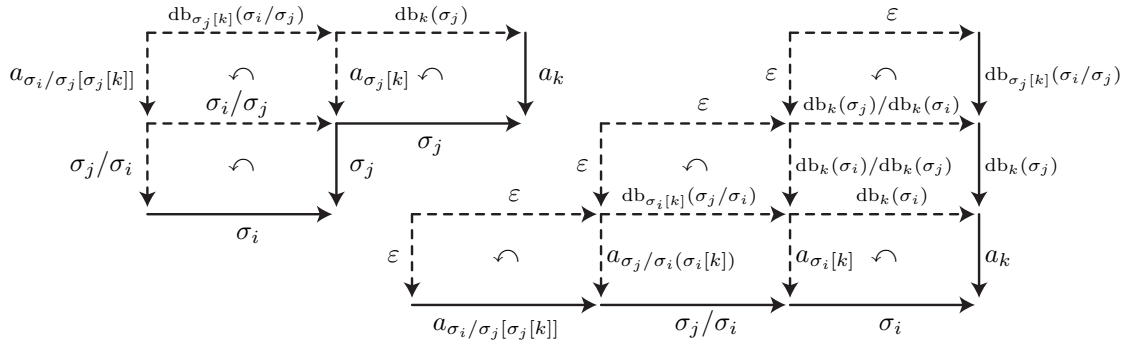 db_{σ_j[k]}(σ_i/σ_j) db_k(σ_j) ε
a_{σ_i/σ_j[σ_j[k]]} ↶ a_{σ_j[k]} ↶ a_k ε ↶ db_{σ_j[k]}(σ_i/σ_j)
σ_i/σ_j ε db_k(σ_j)/db_k(σ_i)
σ_j
σ_j/σ_i ↶ σ_j ε ↶ db_k(σ_i)/db_k(σ_j) db_k(σ_j)
ε db_{σ_i[k]}(σ_j/σ_i) db_k(σ_i)
σ_i
ε ↶ a_{σ_j/σ_i(σ_i[k])} a_{σ_i[k]} ↶ a_k
a_{σ_i/σ_j[σ_j[k]]} σ_j/σ_i σ_i